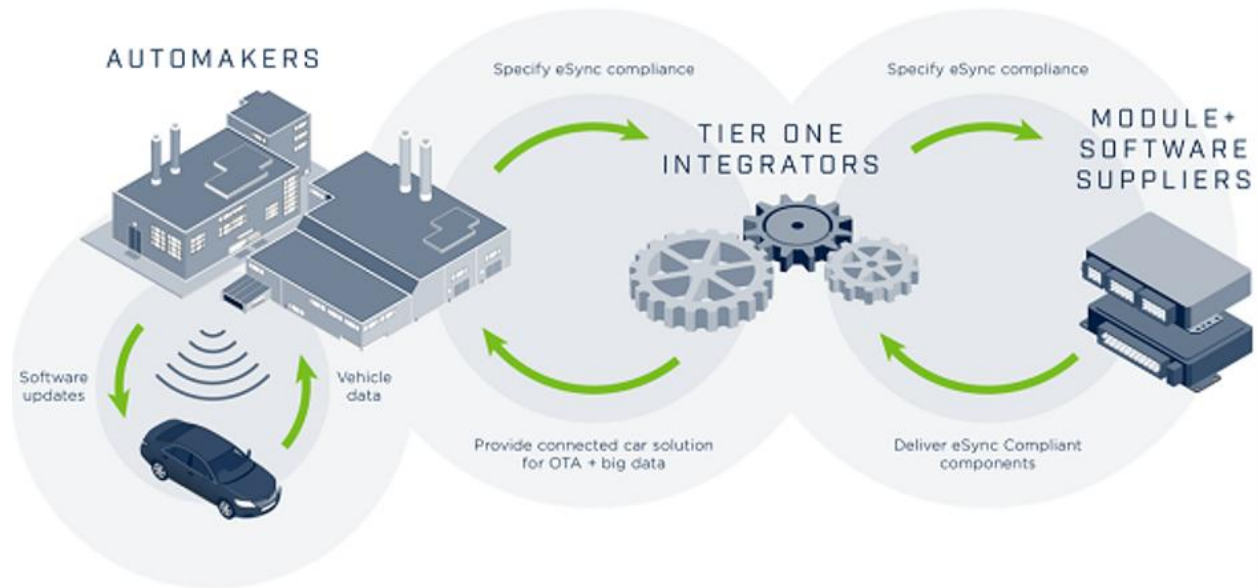 AUTOMAKERS
Specify eSync compliance
Specify eSync compliance
TIER ONE
INTEGRATORS
MODULE+
SOFTWARE
SUPPLIERS
Software
updates
Vehicle
data
Provide connected car solution
for OTA + big data
Deliver eSync Compliant
components